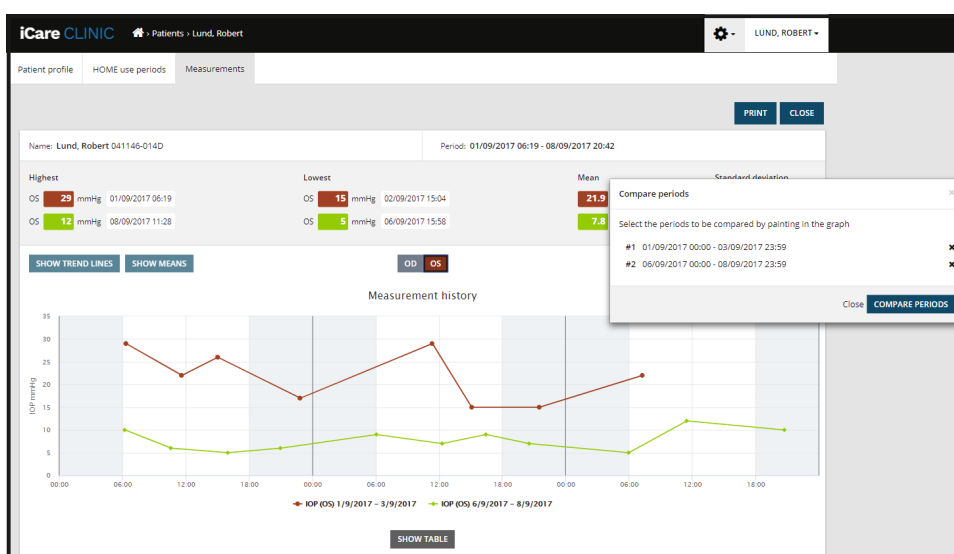 iCare CLINIC › Patients › Lund, Robert LUND, ROBERT
Patient profile HOME use periods Measurements
PRINT CLOSE
Name: Lund, Robert 041146-014D Period: 01/09/2017 06:19 - 08/09/2017 20:42
Highest Lowest Mean Standard deviation
OS 29 mmHg 01/09/2017 06:19 OS 15 mmHg 02/09/2017 15:04 21.9
OS 12 mmHg 08/09/2017 11:28 OS 5 mmHg 06/09/2017 15:58 7.8
Compare periods ×
Select the periods to be compared by painting in the graph
#1 01/09/2017 00:00 - 03/09/2017 23:59 ×
#2 06/09/2017 00:00 - 08/09/2017 23:59 ×
Close COMPARE PERIODS
SHOW TREND LINES SHOW MEANS OD OS
Measurement history
IOP mmHg
35
30
25
20
15
10
5
0
00:00 06:00 12:00 18:00 00:00 06:00 12:00 18:00 00:00 06:00 12:00 18:00
IOP (OS) 1/9/2017 – 3/9/2017 IOP (OS) 6/9/2017 – 8/9/2017
SHOW TABLE